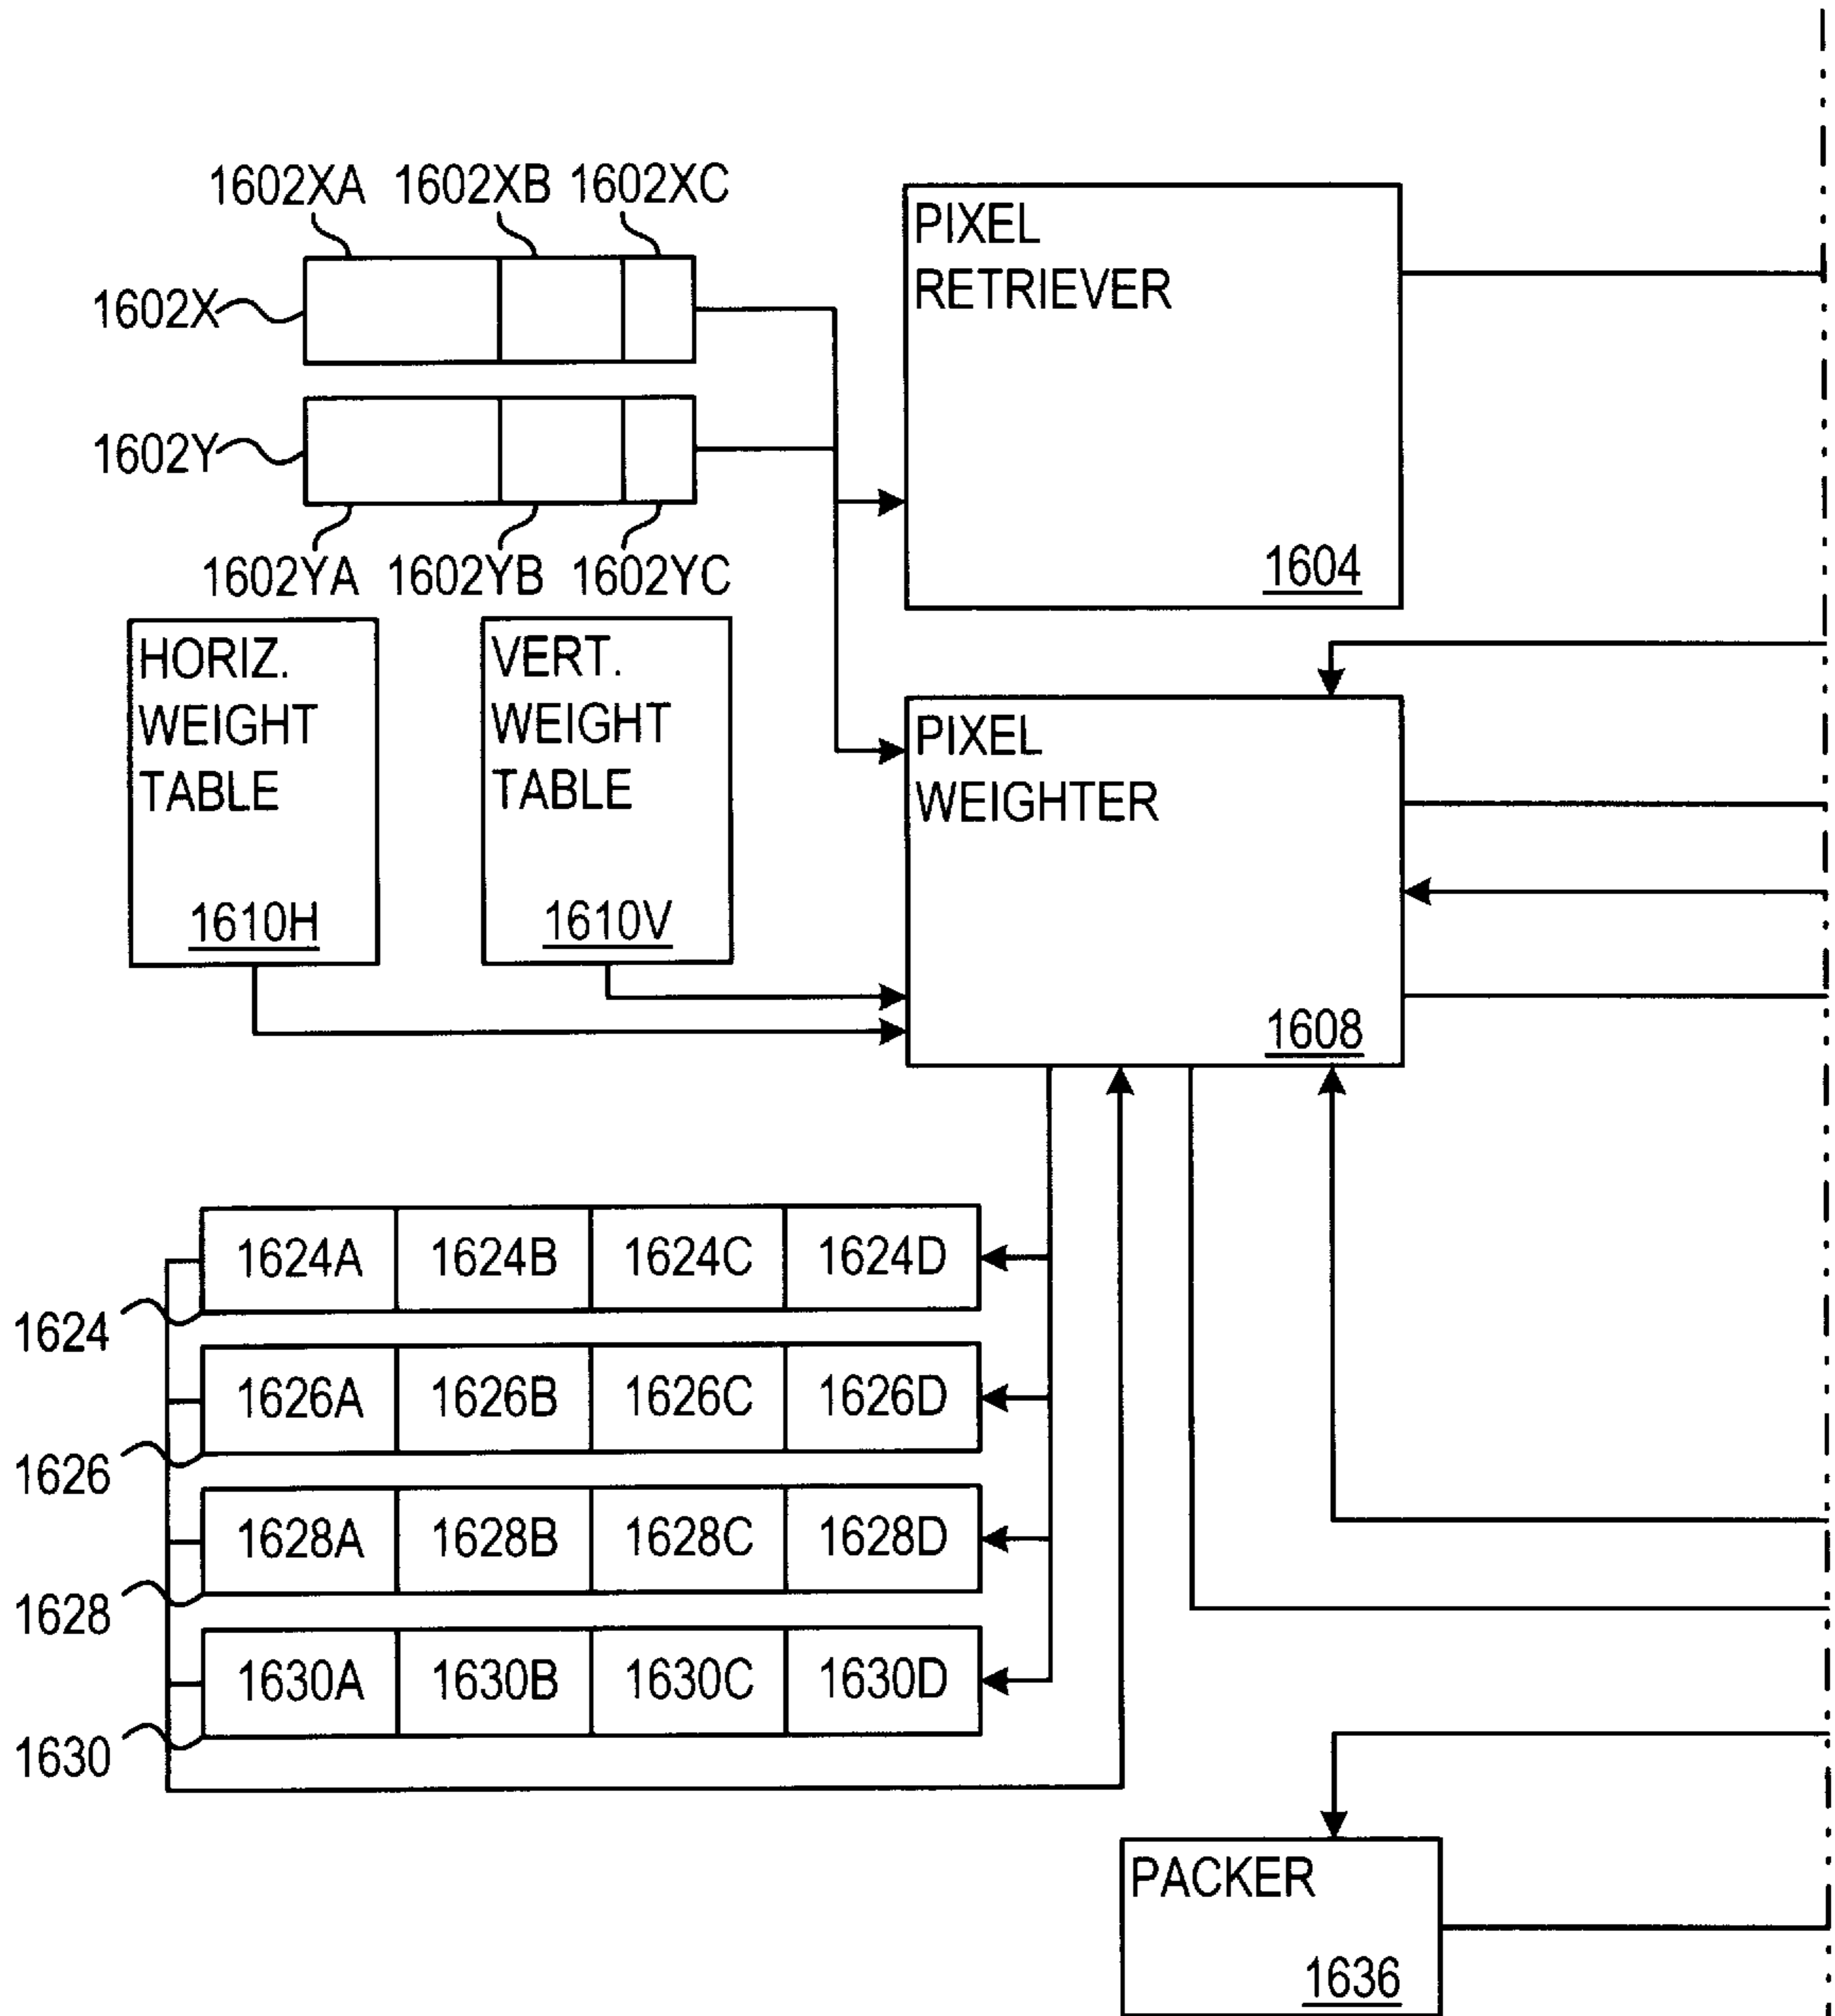 1602XA 1602XB 1602XC
1602X
1602Y
1602YA 1602YB 1602YC
PIXEL
RETRIEVER
1604
HORIZ.
WEIGHT
TABLE
1610H
VERT.
WEIGHT
TABLE
1610V
PIXEL
WEIGHTER
1608
1624A 1624B 1624C 1624D
1624
1626A 1626B 1626C 1626D
1626
1628A 1628B 1628C 1628D
1628
1630A 1630B 1630C 1630D
1630
PACKER
1636